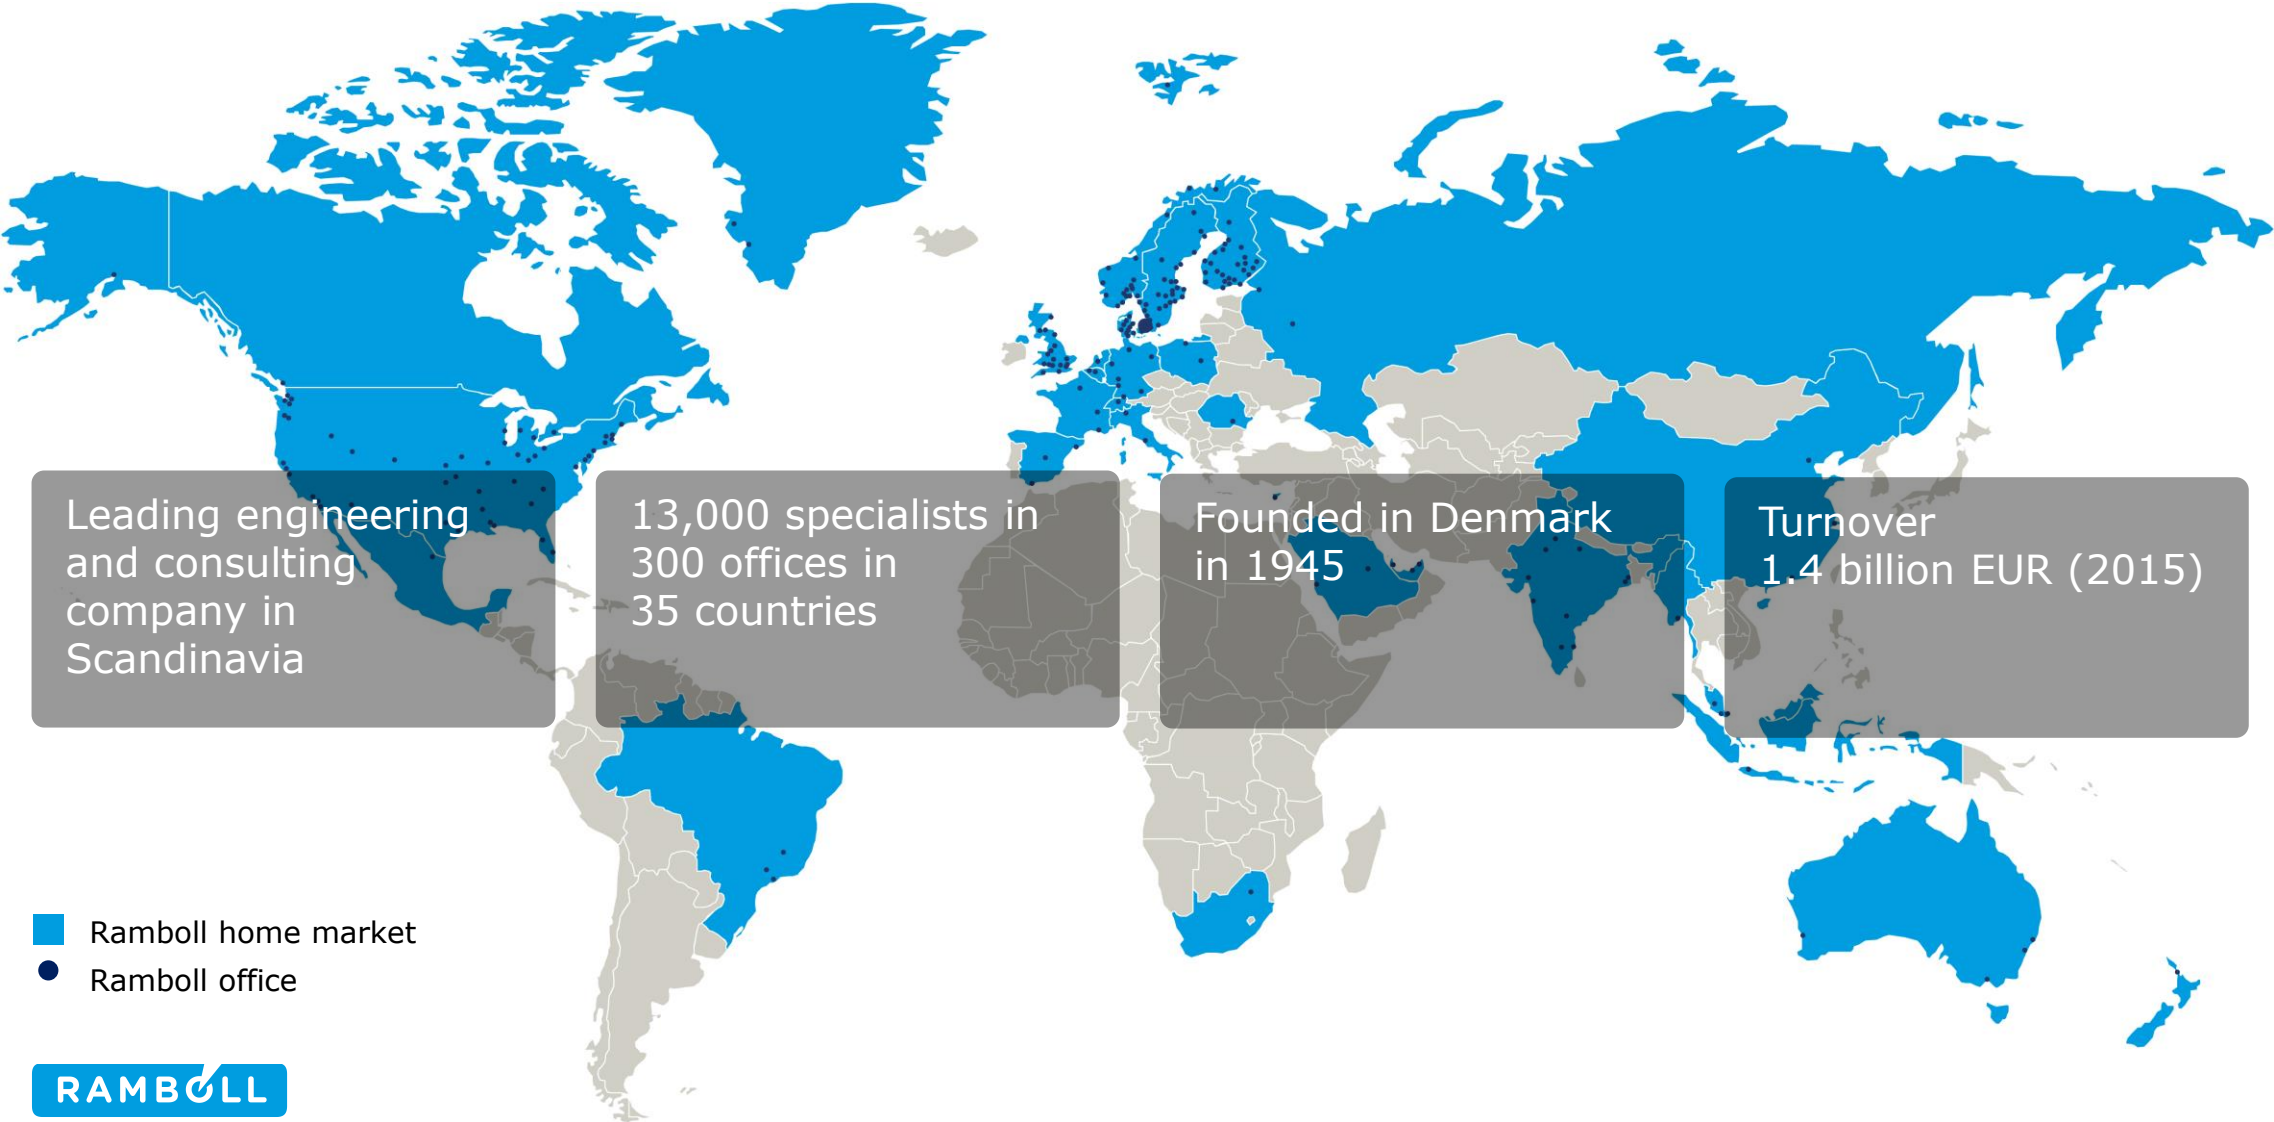 Leading engineering
and consulting
company in
Scandinavia
13,000 specialists in
300 offices in
35 countries
Founded in Denmark
in 1945
Turnover
1.4 billion EUR (2015)
Ramboll home market
Ramboll office
RAMBOLL